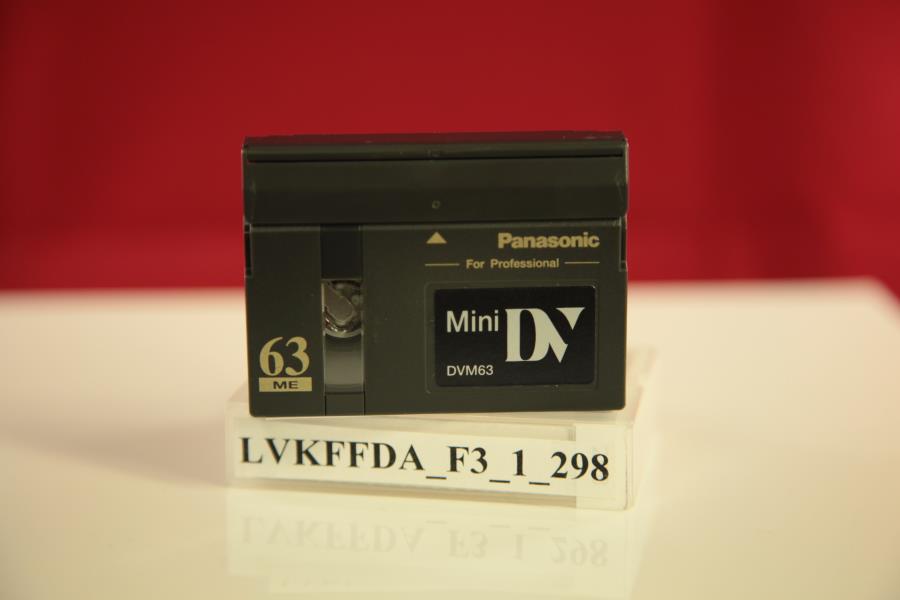 Panasonic
For Professional
Mini DV
DVM63
63
ME
LVKFFDA_F3_1_298